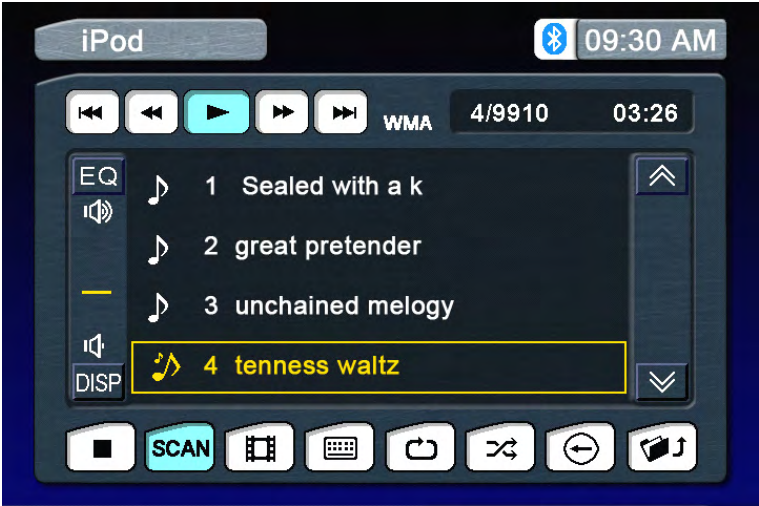 iPod 09:30 AM
WMA 4/9910 03:26
EQ
1 Sealed with a k
2 great pretender
3 unchained melogy
4 tenness waltz
DISP
SCAN